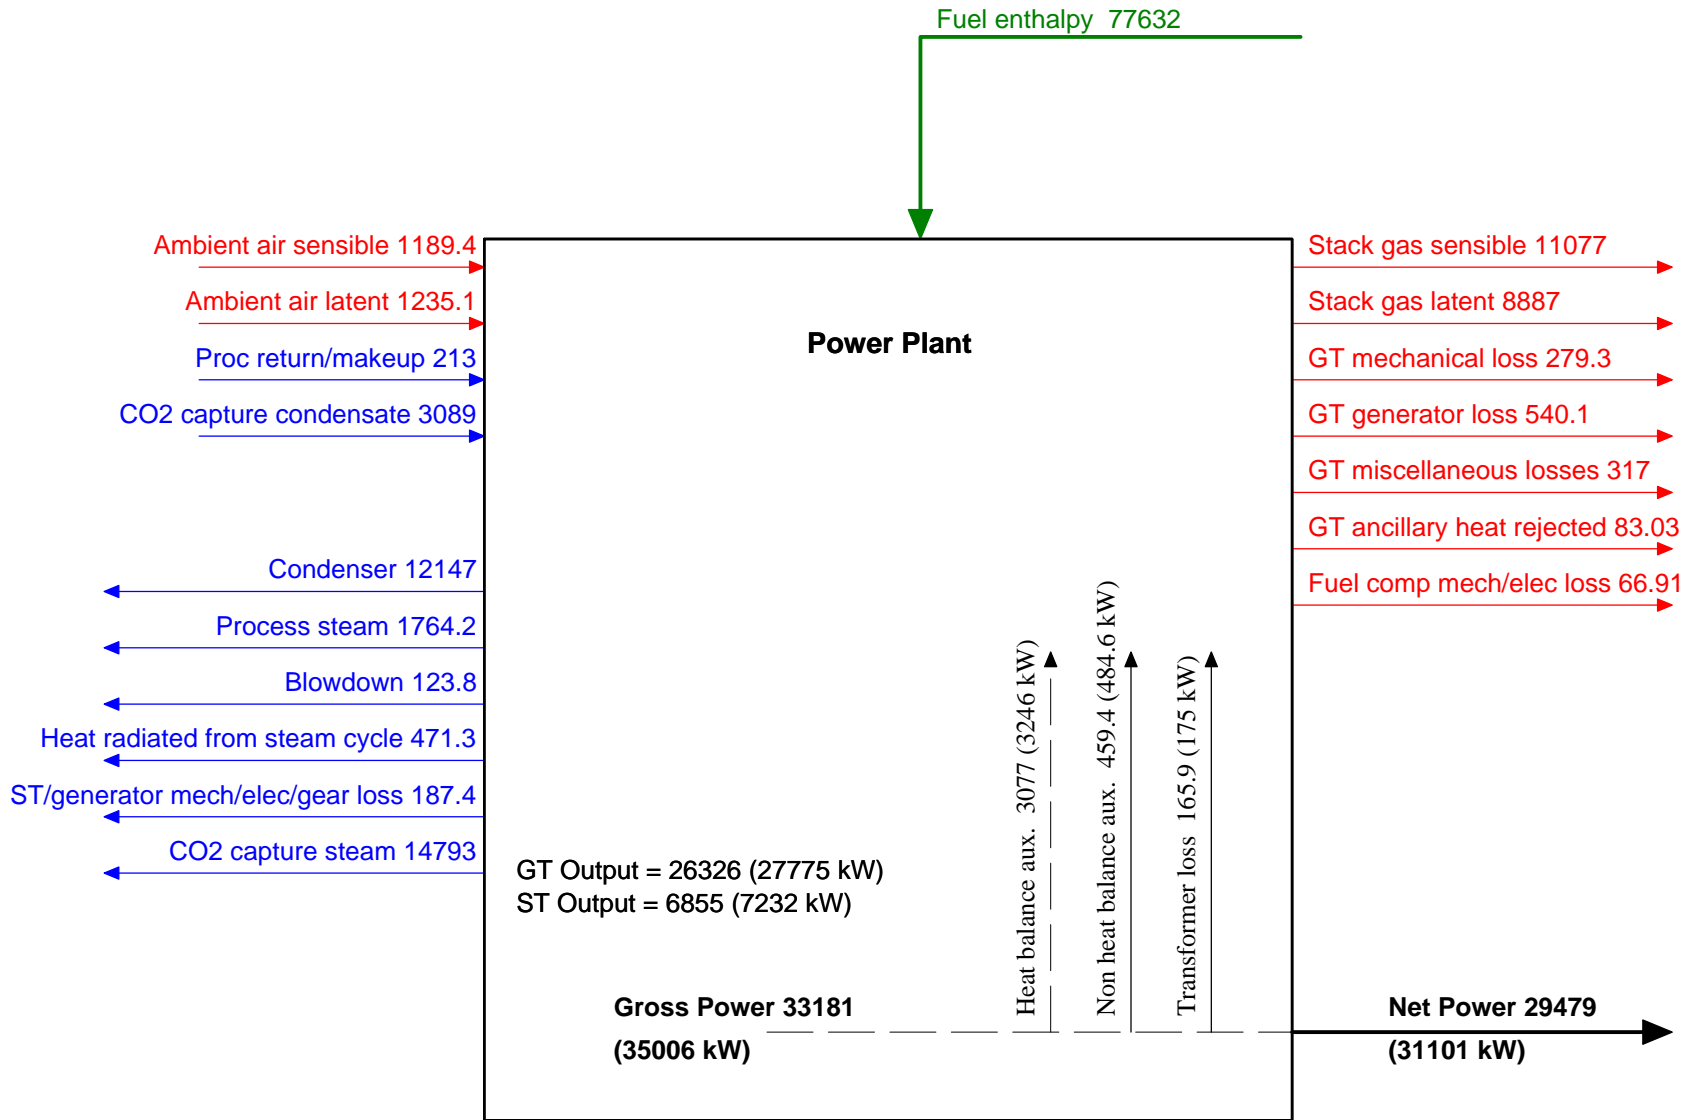 Fuel enthalpy  77632
Ambient air sensible 1189.4
Ambient air latent 1235.1
Proc return/makeup 213
CO2 capture condensate 3089
Condenser 12147
Process steam 1764.2
Blowdown 123.8
Heat radiated from steam cycle 471.3
ST/generator mech/elec/gear loss 187.4
CO2 capture steam 14793
Power Plant
GT Output = 26326 (27775 kW)
ST Output = 6855 (7232 kW)
Gross Power 33181
(35006 kW)
Heat balance aux.  3077 (3246 kW)
Non heat balance aux.  459.4 (484.6 kW)
Transformer loss  165.9 (175 kW)
Stack gas sensible 11077
Stack gas latent 8887
GT mechanical loss 279.3
GT generator loss 540.1
GT miscellaneous losses 317
GT ancillary heat rejected 83.03
Fuel comp mech/elec loss 66.91
Net Power 29479
(31101 kW)